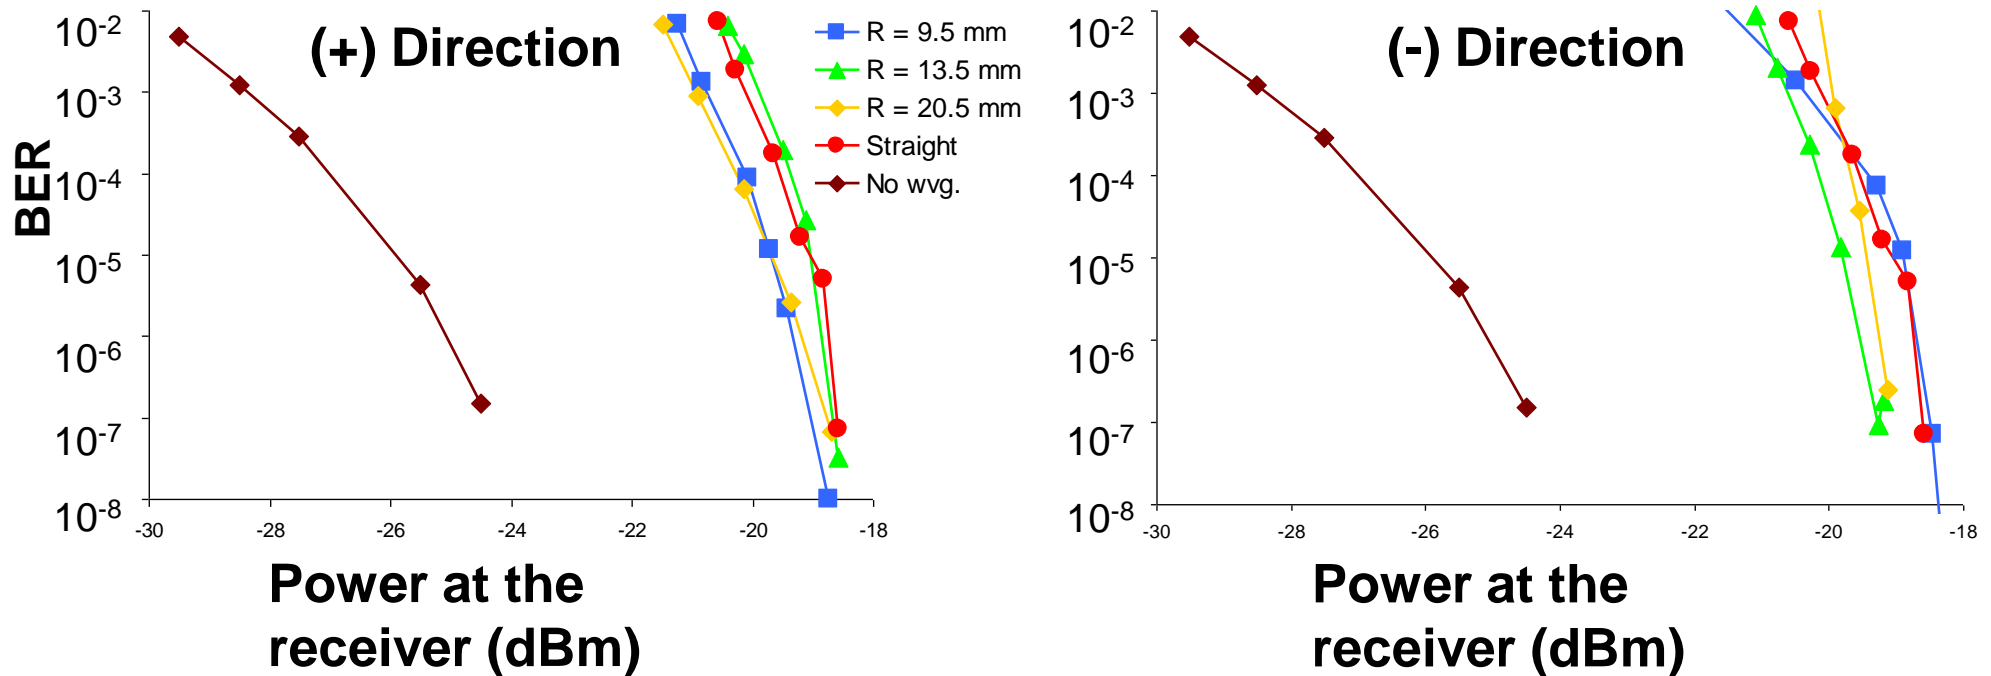 (+) Direction
BER
10-2
10-3
10-4
10-5
10-6
10-7
10-8
-30 -28 -26 -24 -22 -20 -18
Power at the
receiver (dBm)
R = 9.5 mm
R = 13.5 mm
R = 20.5 mm
Straight
No wvg.
(-) Direction
10-2
10-3
10-4
10-5
10-6
10-7
10-8
-30 -28 -26 -24 -22 -20 -18
Power at the
receiver (dBm)